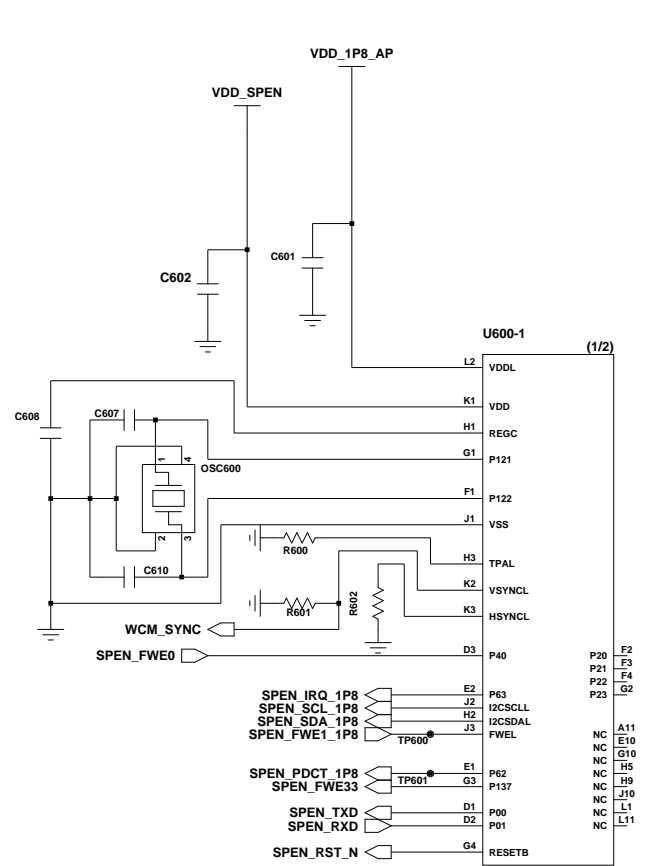 VDD_1P8_AP
VDD_SPEN
C601
C602
U600-1
(1/2)
L2 VDDL
K1 VDD
C608
C607
H1 REGC
G1 P121
1
4
OSC600
F1 P122
2
3
J1 VSS
R600
H3 TPAL
C610
K2 VSYNCL
R601
R602
K3 HSYNCL
WCM_SYNC
SPEN_FWE0 D3 P40
P20 F2
P21 F3
P22 F4
P23 G2
SPEN_IRQ_1P8 E2 P63
SPEN_SCL_1P8 J2 I2CSCLL
SPEN_SDA_1P8 H2 I2CSDAL
SPEN_FWE1_1P8 TP600 J3 FWEL
NC A11
NC E10
NC G10
NC H5
NC H9
NC J10
NC L1
NC L11
SPEN_PDCT_1P8 TP601 E1 P62
SPEN_FWE33 G3 P137
SPEN_TXD D1 P00
SPEN_RXD D2 P01
SPEN_RST_N G4 RESETB